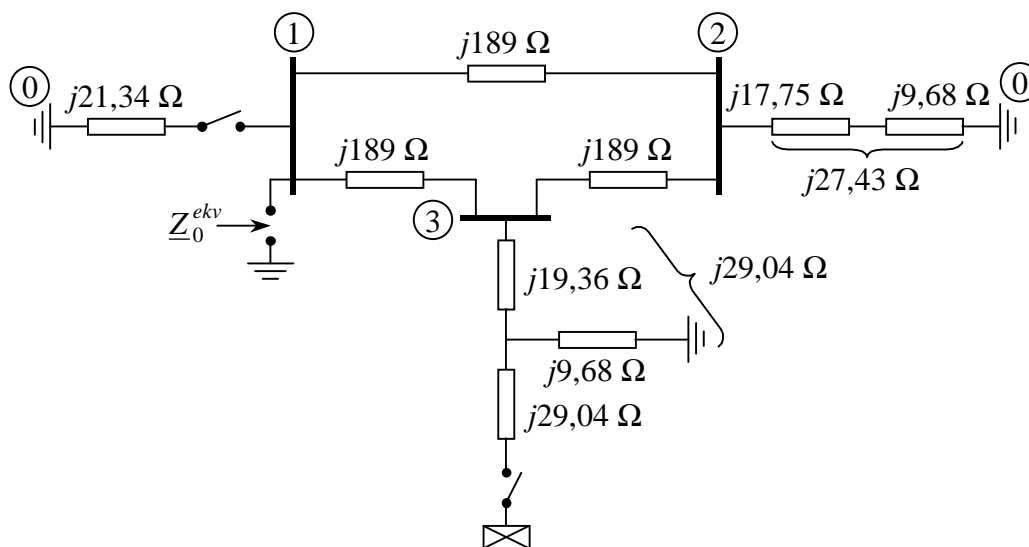 1
2
j189 Ω
0
j21,34 Ω
j17,75 Ω
j9,68 Ω
0
j189 Ω
j189 Ω
j27,43 Ω
Z₀ᵉᵏᵛ
3
j19,36 Ω
j29,04 Ω
j9,68 Ω
j29,04 Ω